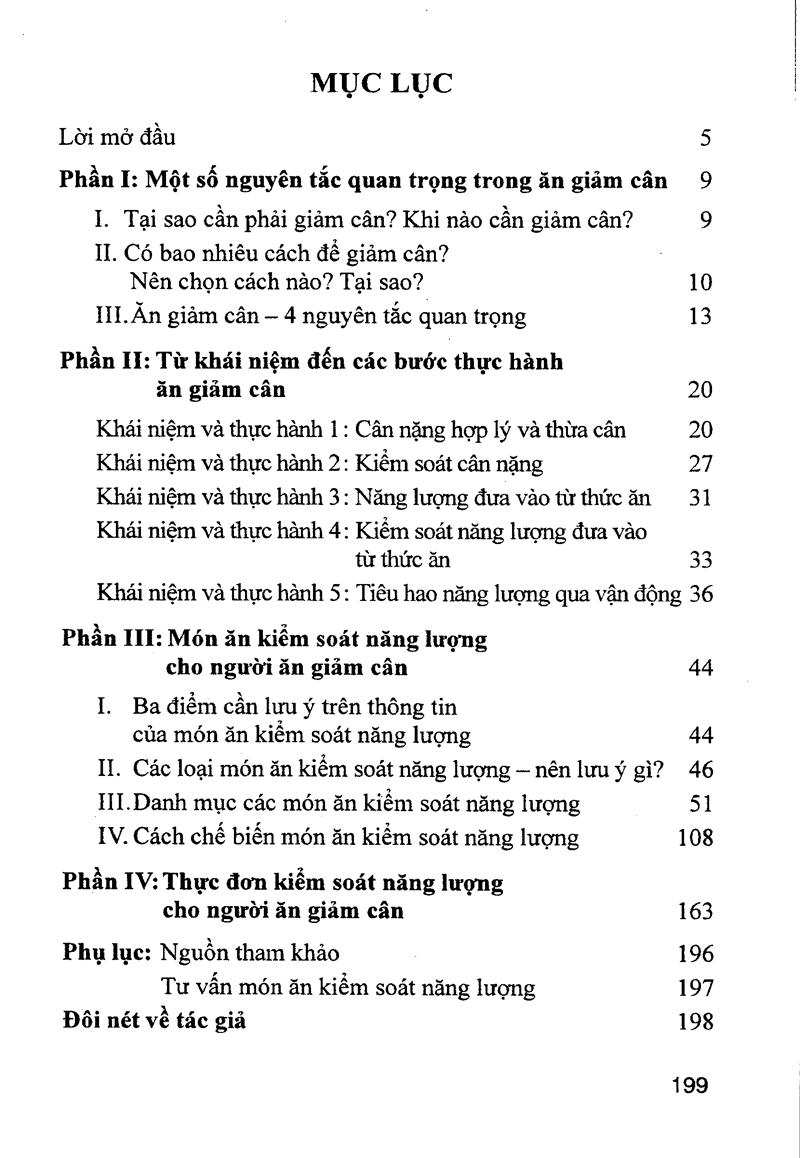 MỤC LỤC
Lời mở đầu 5
Phần I: Một số nguyên tắc quan trọng trong ăn giảm cân 9
I. Tại sao cần phải giảm cân? Khi nào cần giảm cân? 9
II. Có bao nhiêu cách để giảm cân?
Nên chọn cách nào? Tại sao? 10
III.Ăn giảm cân – 4 nguyên tắc quan trọng 13
Phần II: Từ khái niệm đến các bước thực hành
ăn giảm cân 20
Khái niệm và thực hành 1: Cân nặng hợp lý và thừa cân 20
Khái niệm và thực hành 2: Kiểm soát cân nặng 27
Khái niệm và thực hành 3: Năng lượng đưa vào từ thức ăn 31
Khái niệm và thực hành 4: Kiểm soát năng lượng đưa vào
từ thức ăn 33
Khái niệm và thực hành 5: Tiêu hao năng lượng qua vận động 36
Phần III: Món ăn kiểm soát năng lượng
cho người ăn giảm cân 44
I. Ba điểm cần lưu ý trên thông tin
của món ăn kiểm soát năng lượng 44
II. Các loại món ăn kiểm soát năng lượng – nên lưu ý gì? 46
III.Danh mục các món ăn kiểm soát năng lượng 51
IV. Cách chế biến món ăn kiểm soát năng lượng 108
Phần IV: Thực đơn kiểm soát năng lượng
cho người ăn giảm cân 163
Phụ lục: Nguồn tham khảo 196
Tư vấn món ăn kiểm soát năng lượng 197
Đôi nét về tác giả 198
199